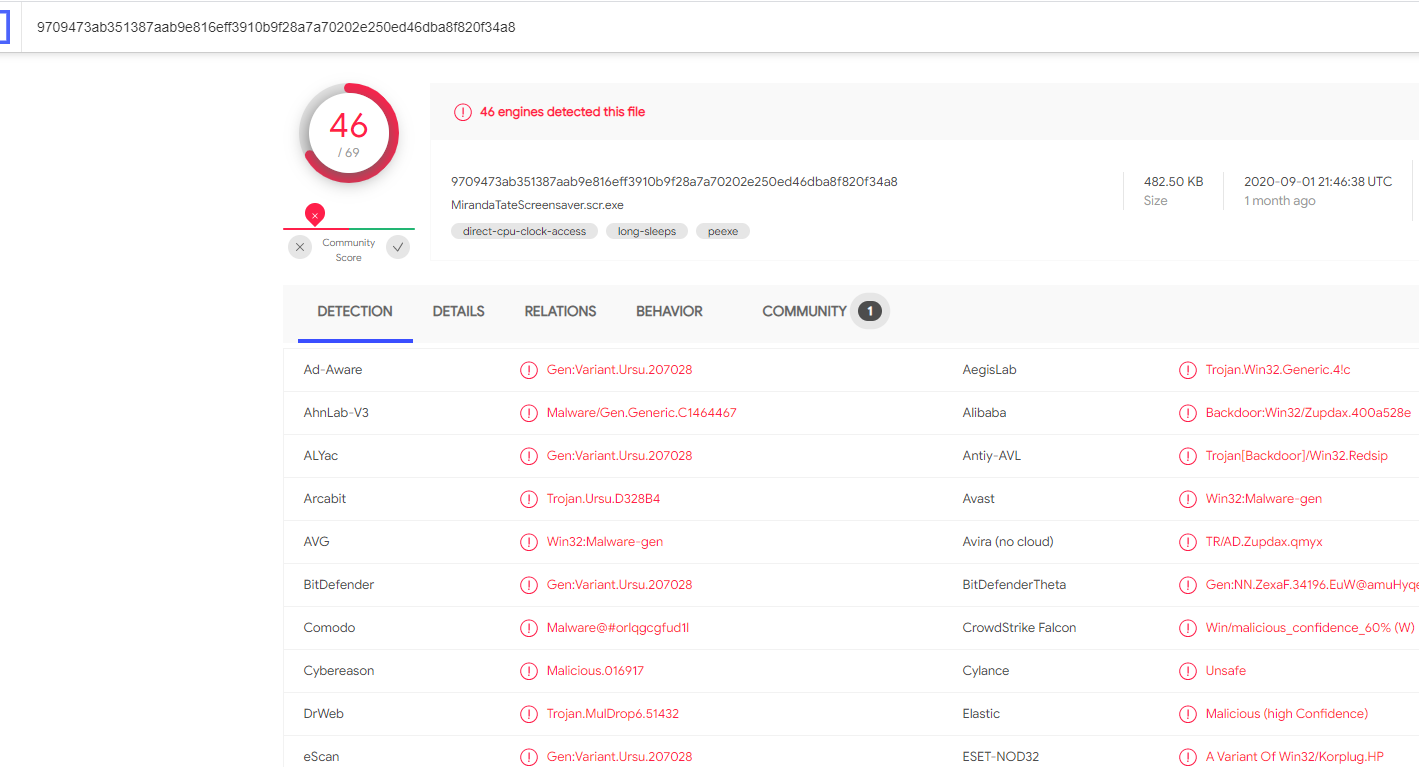 9709473ab351387aab9e816eff3910b9f28a7a70202e250ed46dba8f820f34a8
46
/ 69
Community
Score
46 engines detected this file
9709473ab351387aab9e816eff3910b9f28a7a70202e250ed46dba8f820f34a8
MirandaTateScreensaver.scr.exe
direct-cpu-clock-access long-sleeps peexe
482.50 KB
Size
2020-09-01 21:46:38 UTC
1 month ago
DETECTION DETAILS RELATIONS BEHAVIOR COMMUNITY 1
Ad-Aware Gen:Variant.Ursu.207028 AegisLab Trojan.Win32.Generic.4!c
AhnLab-V3 Malware/Gen.Generic.C1464467 Alibaba Backdoor:Win32/Zupdax.400a528e
ALYac Gen:Variant.Ursu.207028 Antiy-AVL Trojan[Backdoor]/Win32.Redsip
Arcabit Trojan.Ursu.D328B4 Avast Win32:Malware-gen
AVG Win32:Malware-gen Avira (no cloud) TR/AD.Zupdax.qmyx
BitDefender Gen:Variant.Ursu.207028 BitDefenderTheta Gen:NN.ZexaF.34196.EuW@amuHyqe
Comodo Malware@#orlqgcgfud1l CrowdStrike Falcon Win/malicious_confidence_60% (W)
Cybereason Malicious.016917 Cylance Unsafe
DrWeb Trojan.MulDrop6.51432 Elastic Malicious (high Confidence)
eScan Gen:Variant.Ursu.207028 ESET-NOD32 A Variant Of Win32/Korplug.HP